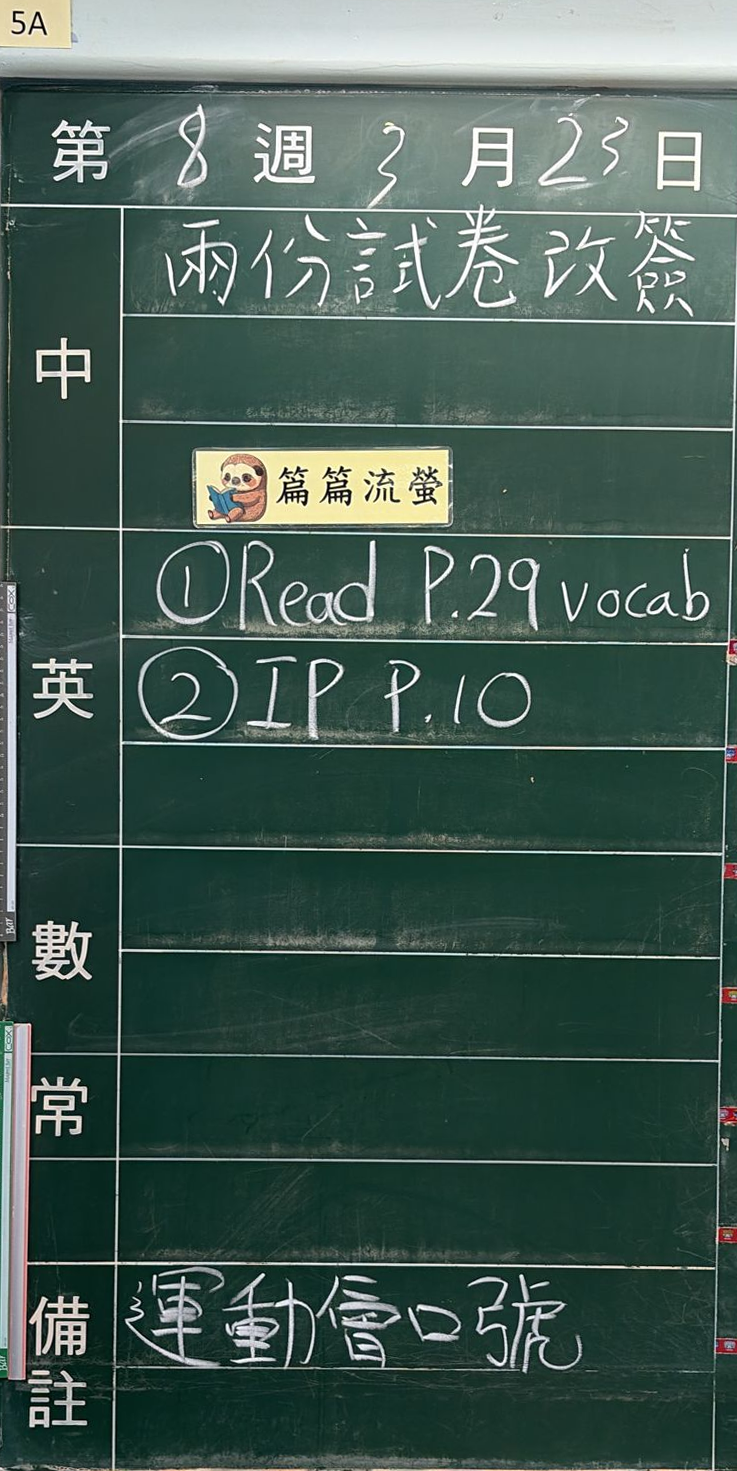 5A
第 8 週 3 月 23 日
中
兩份試卷改簽
篇篇流螢
英
①Read P.29 vocab
②IP P.10
數
常
備註
運動會口號